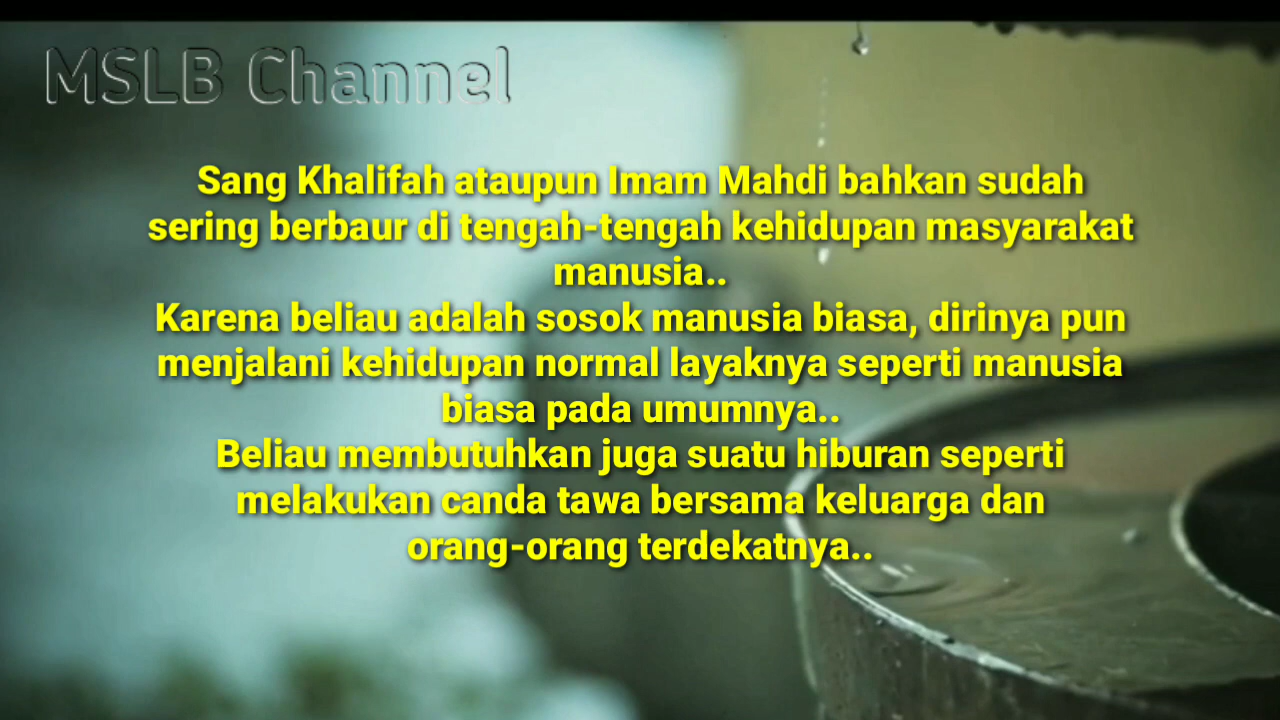 MSLB Channel
Sang Khalifah ataupun Imam Mahdi bahkan sudah
sering berbaur di tengah-tengah kehidupan masyarakat
manusia..
Karena beliau adalah sosok manusia biasa, dirinya pun
menjalani kehidupan normal layaknya seperti manusia
biasa pada umumnya..
Beliau membutuhkan juga suatu hiburan seperti
melakukan canda tawa bersama keluarga dan
orang-orang terdekatnya..